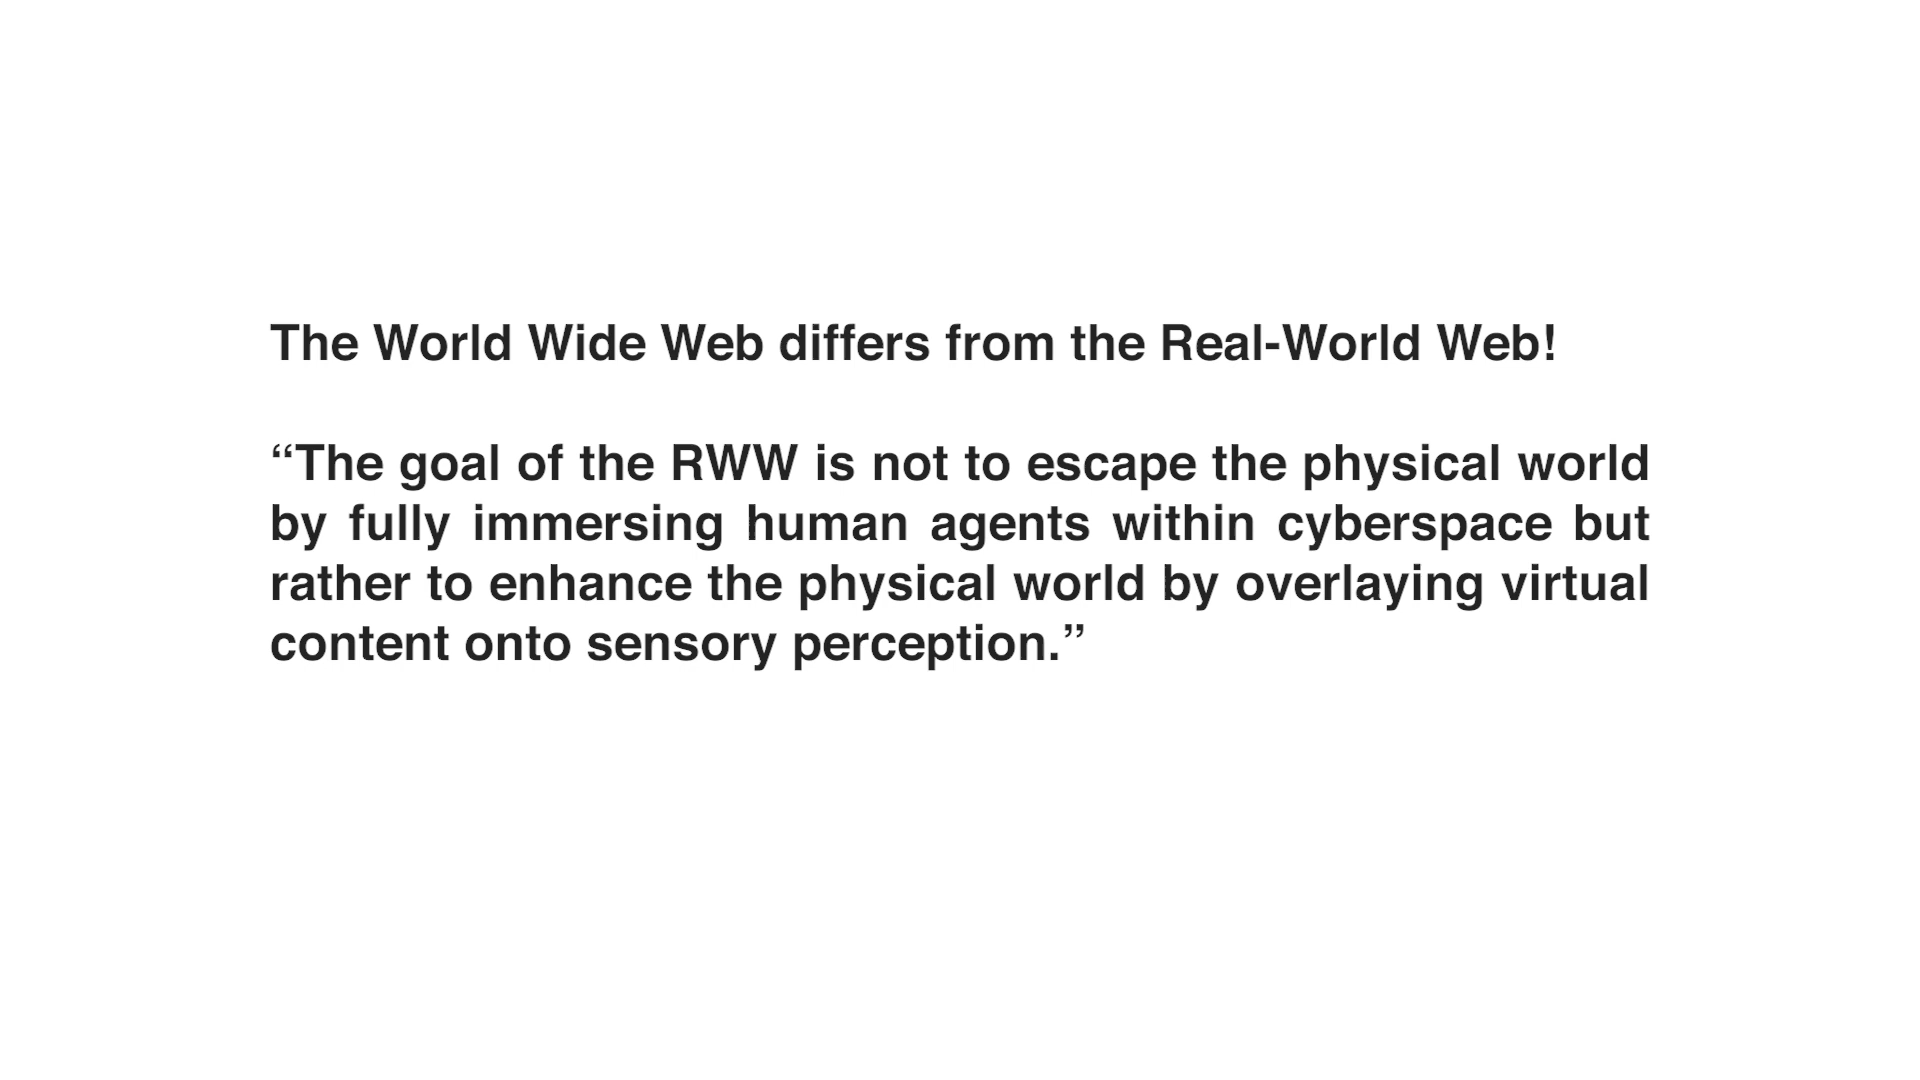 The World Wide Web differs from the Real-World Web!
“The goal of the RWW is not to escape the physical world
by fully immersing human agents within cyberspace but
rather to enhance the physical world by overlaying virtual
content onto sensory perception.”